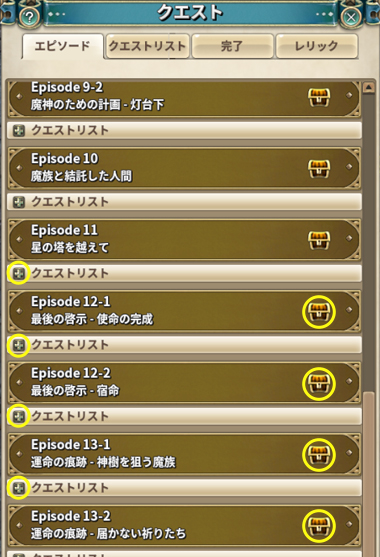 ?
クエスト
エピソード
クエストリスト
完了
レリック
Episode 9-2
魔神のための計画 - 灯台下
クエストリスト
Episode 10
魔族と結託した人間
クエストリスト
Episode 11
星の塔を越えて
クエストリスト
Episode 12-1
最後の啓示 - 使命の完成
クエストリスト
Episode 12-2
最後の啓示 - 宿命
クエストリスト
Episode 13-1
運命の痕跡 - 神樹を狙う魔族
クエストリスト
Episode 13-2
運命の痕跡 - 届かない祈りたち
クエストリスト